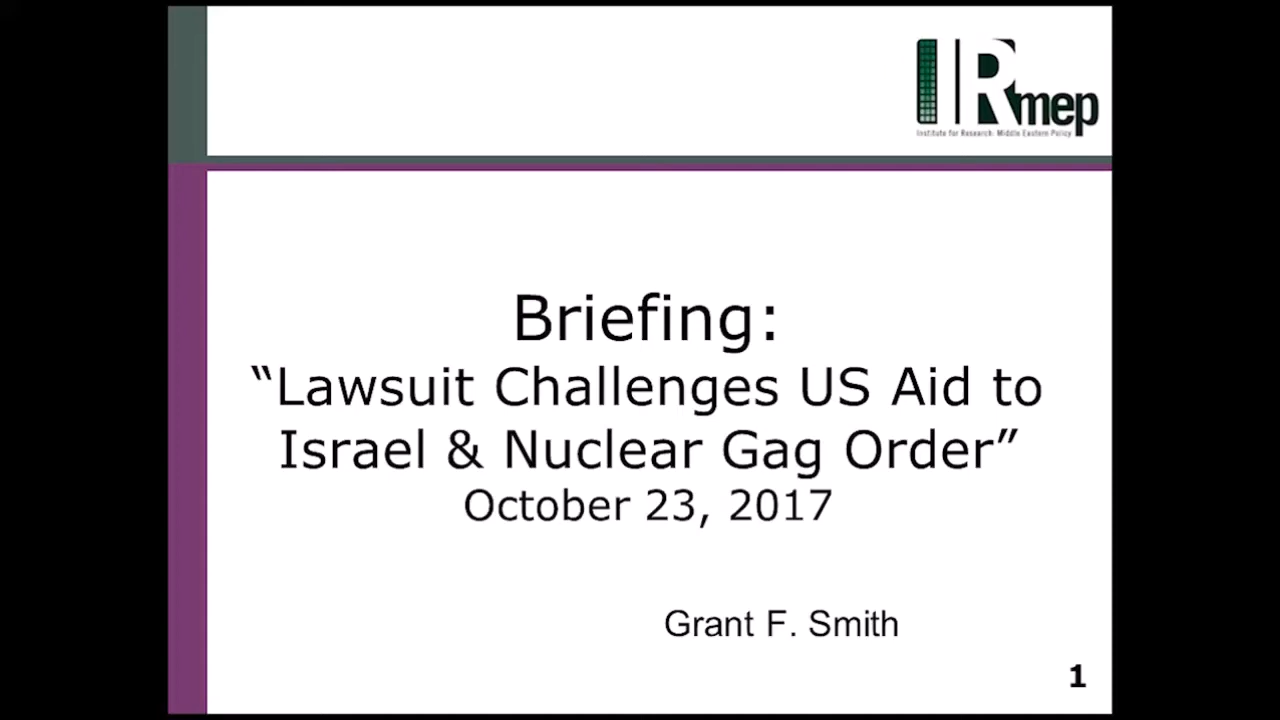 IRmep
Institute for Research: Middle Eastern Policy
Briefing:
“Lawsuit Challenges US Aid to
Israel & Nuclear Gag Order”
October 23, 2017
Grant F. Smith
1